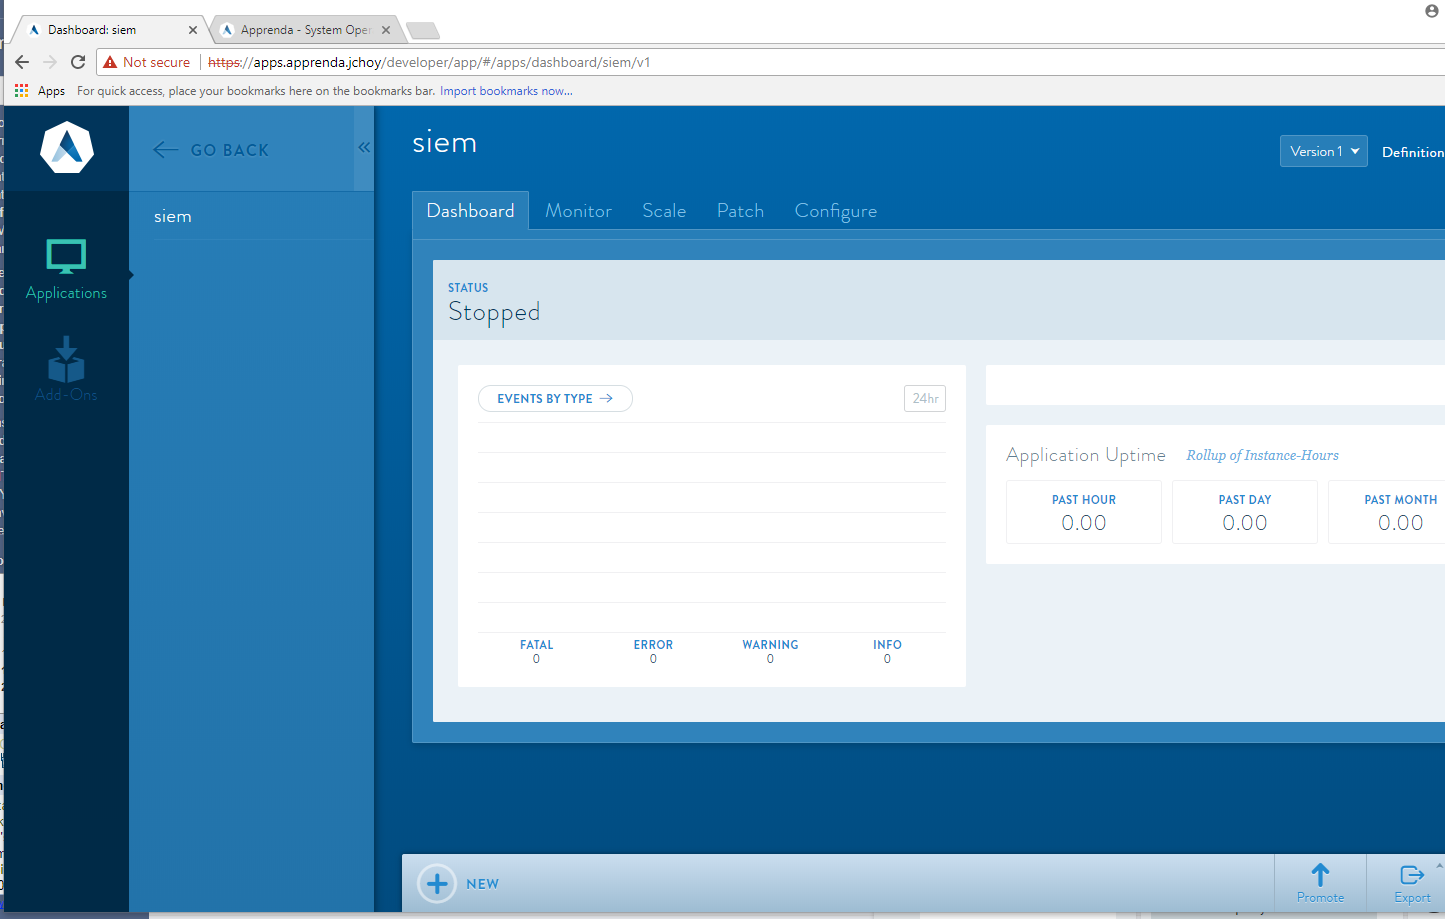 Dashboard: siem
Apprenda - System Oper
Not secure
https://apps.apprenda.jchoy/developer/app/#/apps/dashboard/siem/v1
Apps For quick access, place your bookmarks here on the bookmarks bar. Import bookmarks now...
GO BACK
siem
Applications
Add-Ons
siem
Version 1
Definition
Dashboard Monitor Scale Patch Configure
STATUS
Stopped
EVENTS BY TYPE
24hr
FATAL ERROR WARNING INFO
0 0 0 0
Application Uptime Rollup of Instance-Hours
PAST HOUR PAST DAY PAST MONTH
0.00 0.00 0.00
NEW
Promote
Export